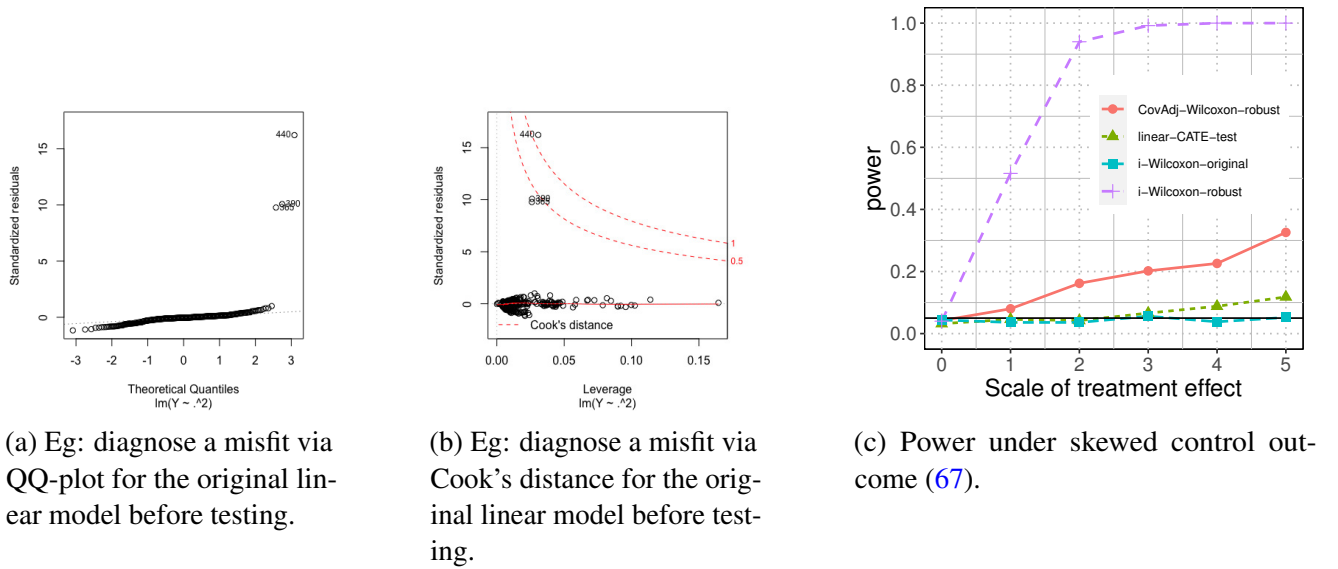 440
390
365
Standardized residuals
15
10
5
0
-3 -2 -1 0 1 2 3
Theoretical Quantiles
lm(Y ~ .^2)
(a) Eg: diagnose a misfit via
QQ-plot for the original lin-
ear model before testing.
440
365
Standardized residuals
15
10
5
0
1
0.5
Cook's distance
0.00 0.05 0.10 0.15
Leverage
lm(Y ~ .^2)
(b) Eg: diagnose a misfit via
Cook's distance for the orig-
inal linear model before test-
ing.
power
1.0
0.8
0.6
0.4
0.2
0.0
CovAdj-Wilcoxon-robust
linear-CATE-test
i-Wilcoxon-original
i-Wilcoxon-robust
0 1 2 3 4 5
Scale of treatment effect
(c) Power under skewed control out-
come (67).